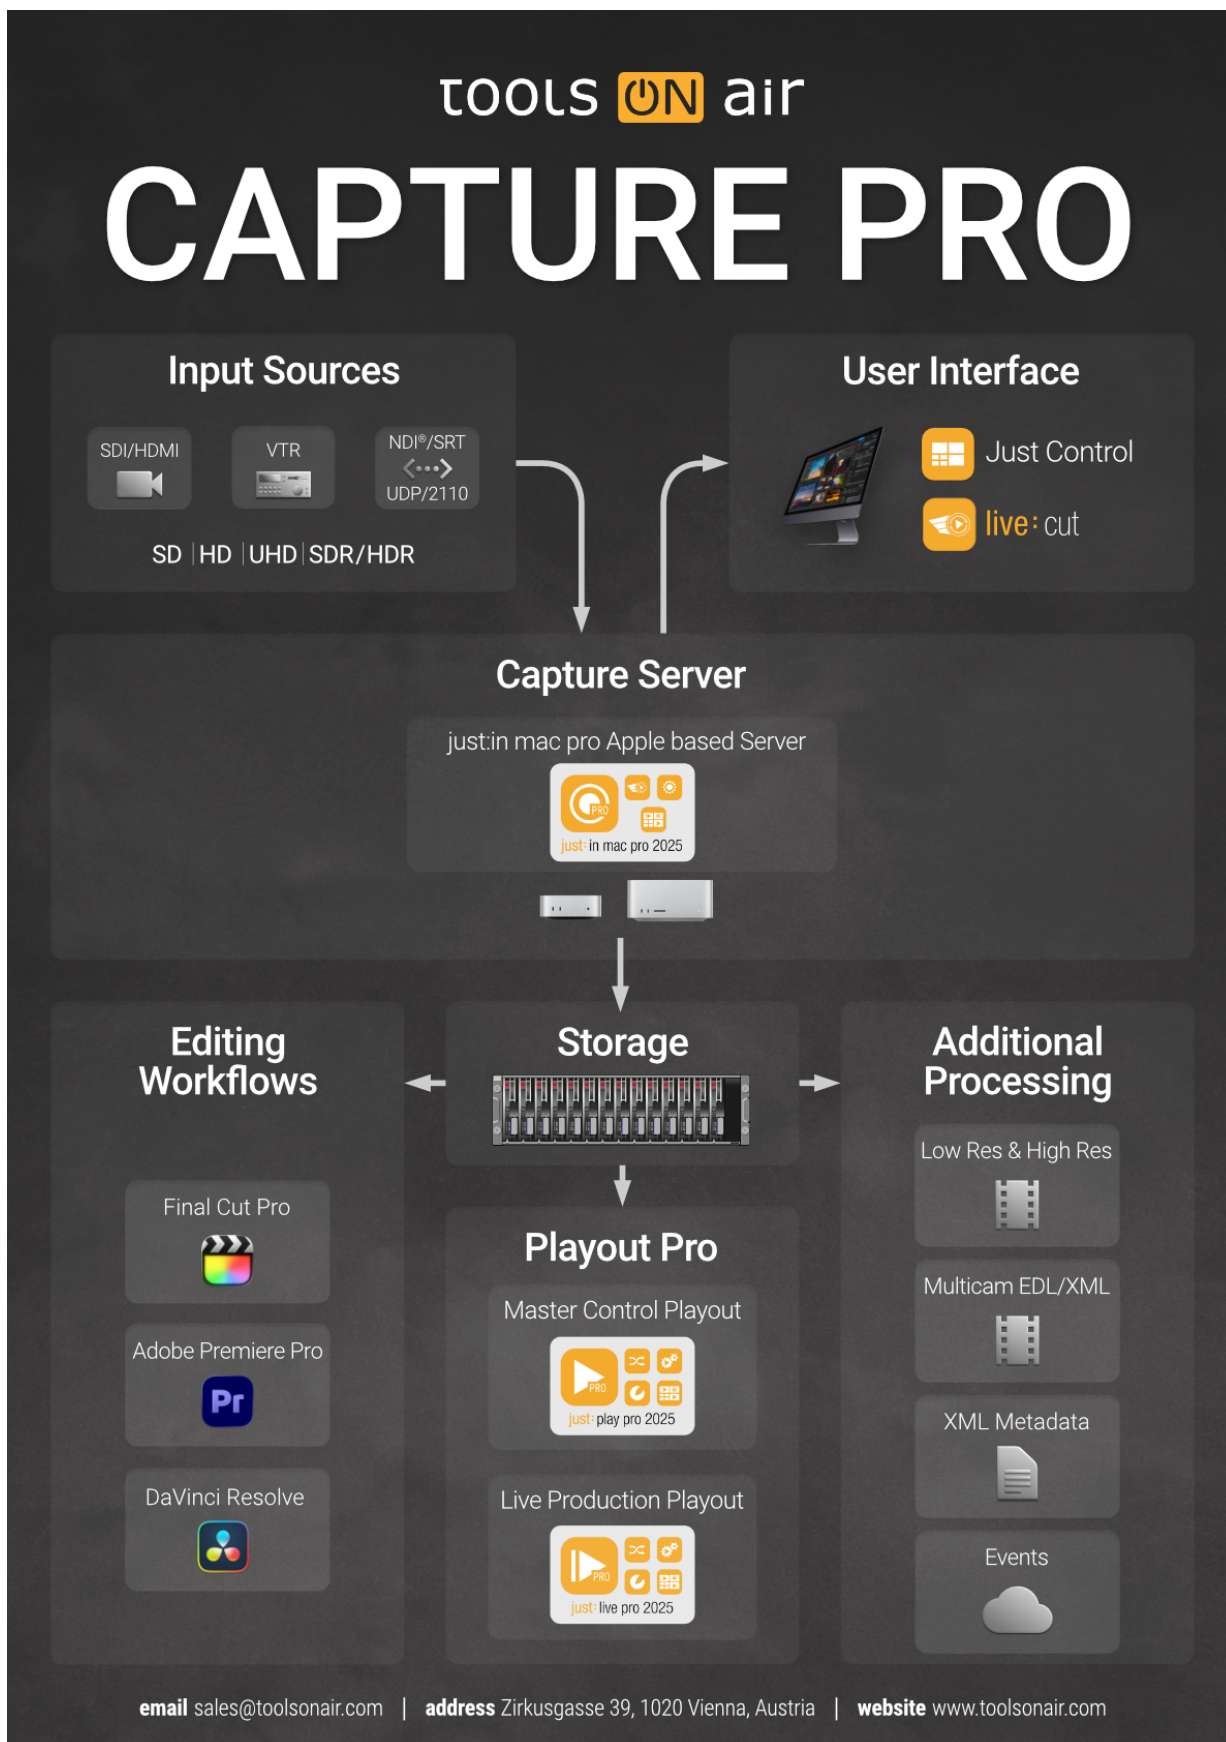 tools ON air
CAPTURE PRO
Input Sources
SDI/HDMI
VTR
NDI®/SRT
UDP/2110
SD | HD | UHD | SDR/HDR
User Interface
Just Control
live: cut
Capture Server
just:in mac pro Apple based Server
PRO
just: in mac pro 2025
Editing
Workflows
Final Cut Pro
Adobe Premiere Pro
Pr
DaVinci Resolve
Storage
Playout Pro
Master Control Playout
PRO
just: play pro 2025
Live Production Playout
PRO
just: live pro 2025
Additional
Processing
Low Res & High Res
Multicam EDL/XML
XML Metadata
Events
email sales@toolsonair.com | address Zirkusgasse 39, 1020 Vienna, Austria | website www.toolsonair.com